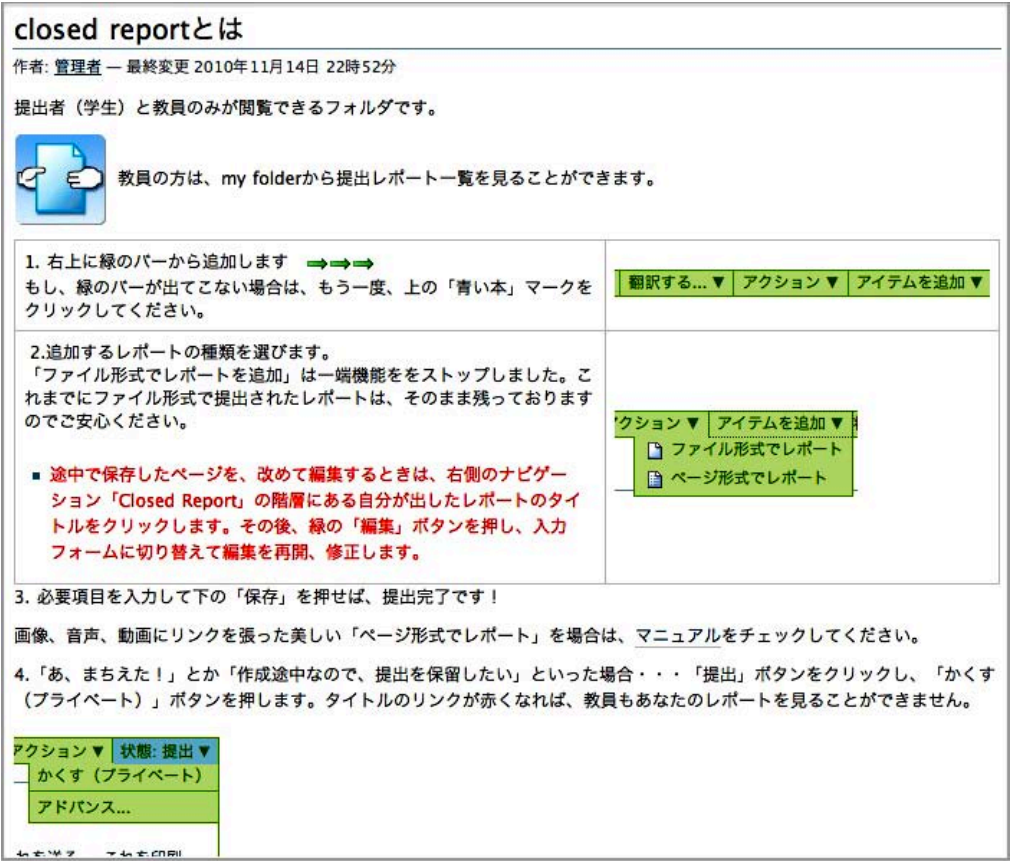 closed reportとは
作者: 管理者 — 最終変更 2010年11月14日 22時52分
提出者（学生）と教員のみが閲覧できるフォルダです。
教員の方は、my folderから提出レポート一覧を見ることができます。
1. 右上に緑のバーから追加します
もし、緑のバーが出てこない場合は、もう一度、上の「青い本」マークを
クリックしてください。
翻訳する... ▼ アクション ▼ アイテムを追加 ▼
2.追加するレポートの種類を選びます。
「ファイル形式でレポートを追加」は一端機能ををストップしました。こ
れまでにファイル形式で提出されたレポートは、そのまま残っております
のでご安心ください。
途中で保存したページを、改めて編集するときは、右側のナビゲー
ション「Closed Report」の階層にある自分が出したレポートのタイ
トルをクリックします。その後、緑の「編集」ボタンを押し、入力
フォームに切り替えて編集を再開、修正します。
クション ▼ アイテムを追加 ▼
ファイル形式でレポート
ページ形式でレポート
3. 必要項目を入力して下の「保存」を押せば、提出完了です！
画像、音声、動画にリンクを張った美しい「ページ形式でレポート」を場合は、マニュアルをチェックしてください。
4.「あ、まちえた！」とか「作成途中なので、提出を保留したい」といった場合・・・「提出」ボタンをクリックし、「かくす
（プライベート）」ボタンを押します。タイトルのリンクが赤くなれば、教員もあなたのレポートを見ることができません。
アクション ▼ 状態: 提出 ▼
かくす（プライベート）
アドバンス...